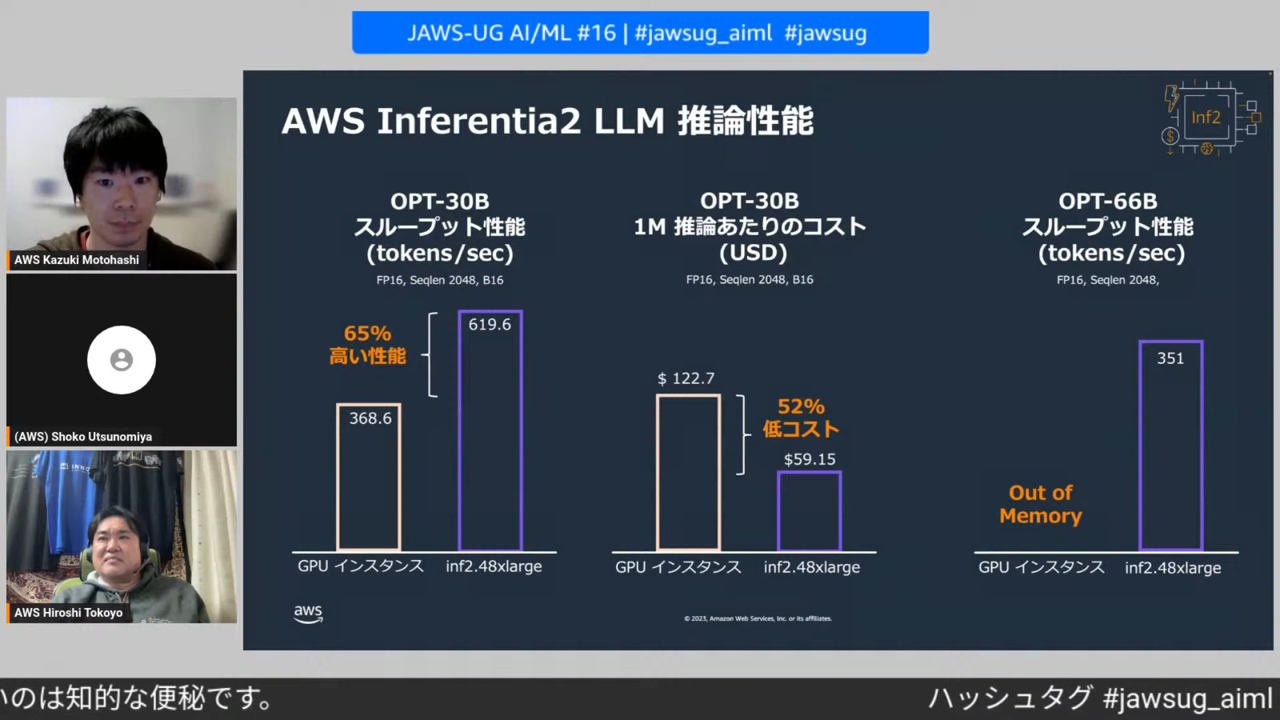 JAWS-UG AI/ML #16 | #jawsug_aiml #jawsug
AWS Kazuki Motohashi
(AWS) Shoko Utsunomiya
AWS Hiroshi Tokoyo
AWS Inferentia2 LLM 推論性能
Inf2
OPT-30B
スループット性能
(tokens/sec)
FP16, Seqlen 2048, B16
65%
高い性能
619.6
368.6
GPU インスタンス
inf2.48xlarge
OPT-30B
1M 推論あたりのコスト
(USD)
FP16, Seqlen 2048, B16
$ 122.7
52%
低コスト
$59.15
GPU インスタンス
inf2.48xlarge
OPT-66B
スループット性能
(tokens/sec)
FP16, Seqlen 2048,
351
Out of
Memory
GPU インスタンス
inf2.48xlarge
aws
© 2023, Amazon Web Services, Inc. or its affiliates.
いのは知的な便秘です。
ハッシュタグ #jawsug_aiml